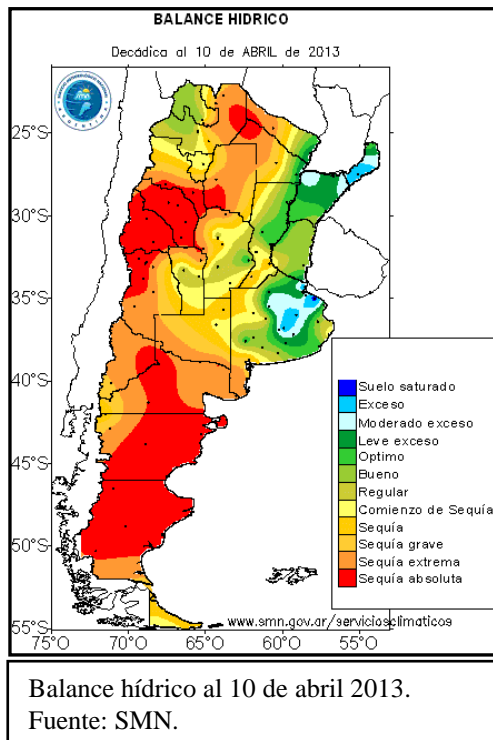 BALANCE HIDRICO
Decádica al 10 de ABRIL de 2013
25°S
30°S
35°S
40°S
45°S
50°S
55°S
75°O 70°O 65°O 60°O 55°O
Suelo saturado
Exceso
Moderado exceso
Leve exceso
Optimo
Bueno
Regular
Comienzo de Sequía
Sequía
Sequía grave
Sequía extrema
Sequía absoluta
www.smn.gov.ar/serviciosclimaticos
Balance hídrico al 10 de abril 2013.
Fuente: SMN.